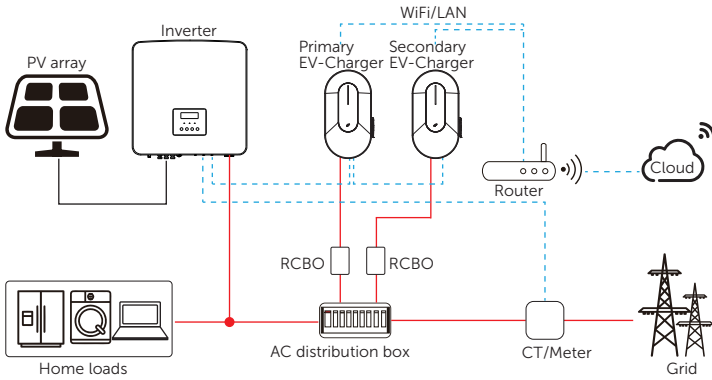 WiFi/LAN
Inverter
Primary
EV-Charger
Secondary
EV-Charger
PV array
Cloud
Router
RCBO
RCBO
Home loads
AC distribution box
CT/Meter
Grid